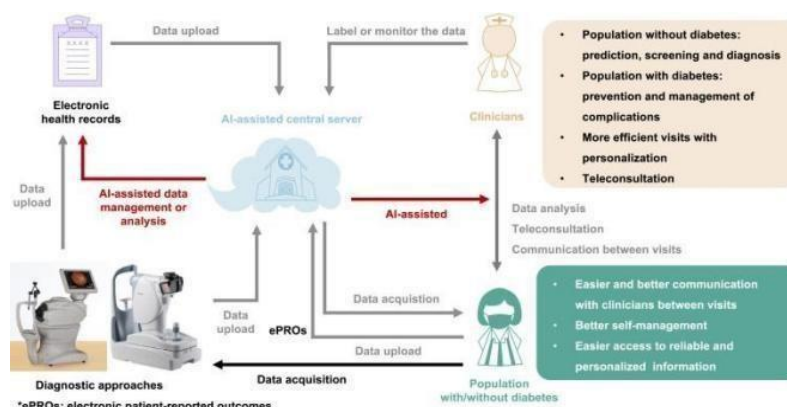 Data upload
Label or monitor the data
Electronic
health records
AI-assisted central server
Clinicians
• Population without diabetes:
prediction, screening and diagnosis
• Population with diabetes:
prevention and management of
complications
• More efficient visits with
personalization
• Teleconsultation
Data
upload
AI-assisted data
management or
analysis
AI-assisted
Data analysis
Teleconsultation
Communication between visits
Data
upload
ePROs
Data acquistion
Data upload
Data acquisition
Diagnostic approaches
Population
with/without diabetes
• Easier and better communication
with clinicians between visits
• Better self-management
• Easier access to reliable and
personalized information
*ePROs: electronic patient-reported outcomes